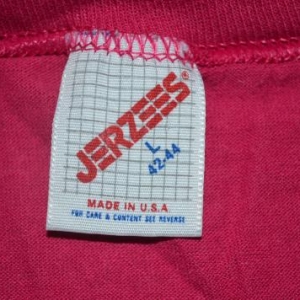 JERZEES
L
42-44
MADE IN U.S.A.
FOR CARE & CONTENT SEE REVERSE